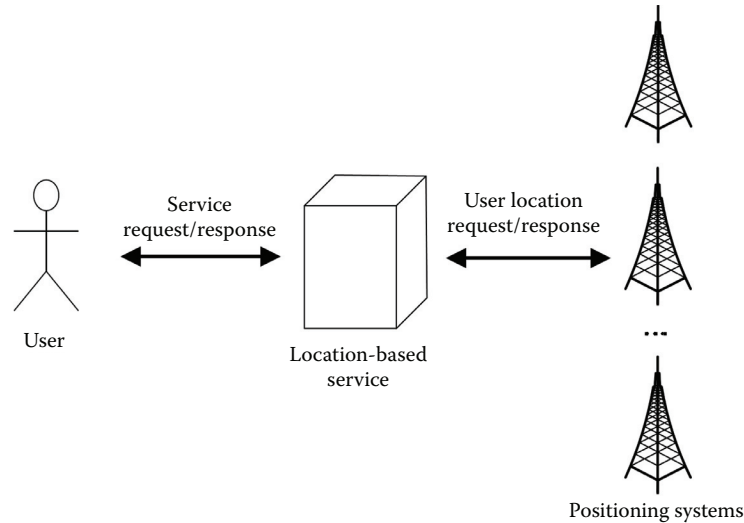 Service
request/response
User location
request/response
User
Location-based
service
...
Positioning systems